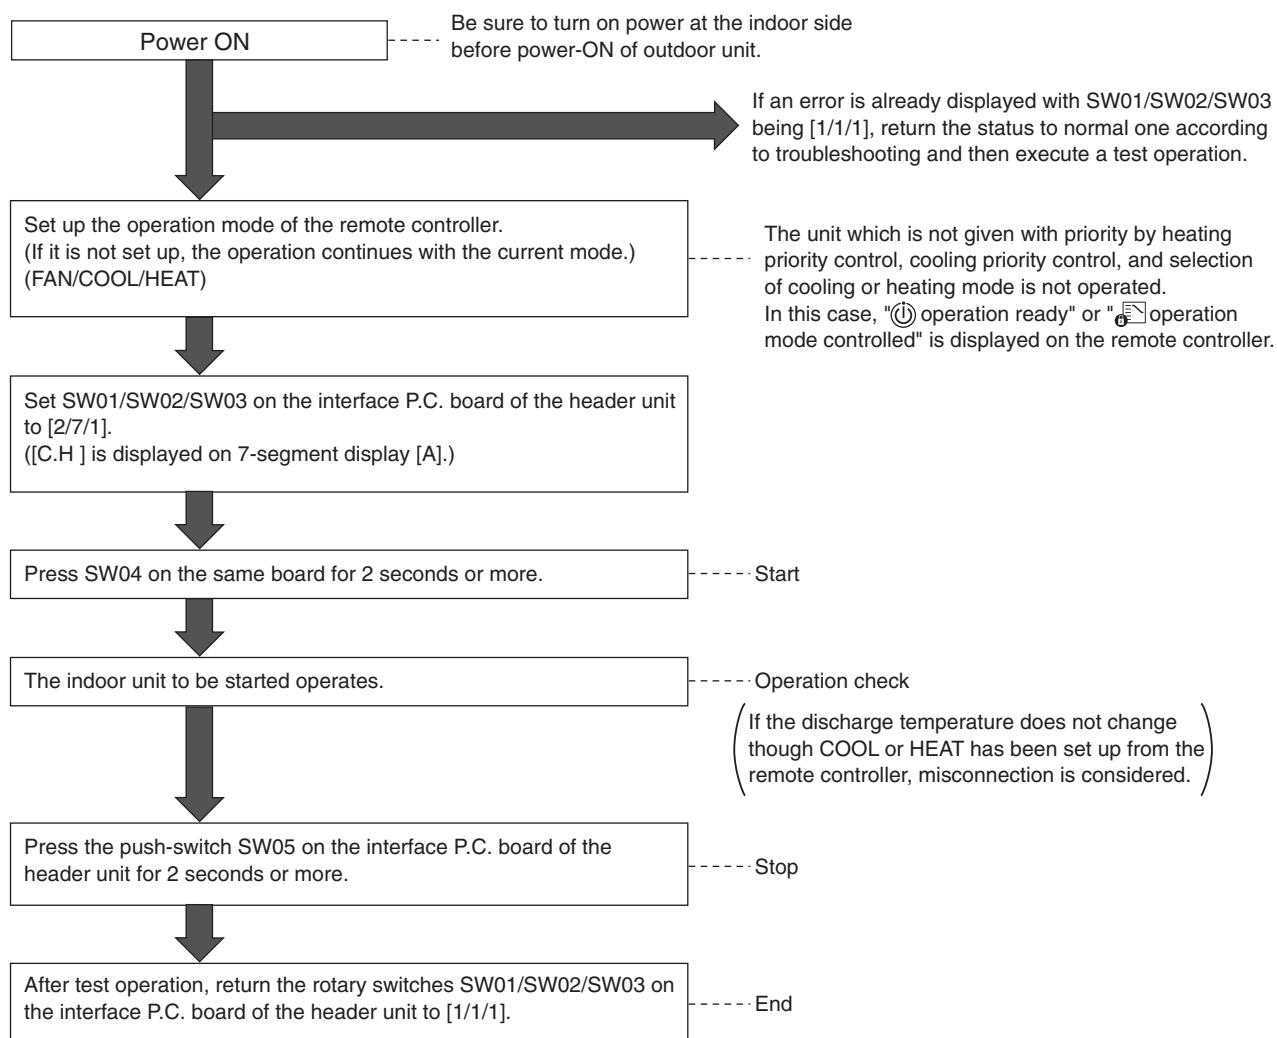 Power ON
Be sure to turn on power at the indoor side
before power-ON of outdoor unit.
If an error is already displayed with SW01/SW02/SW03
being [1/1/1], return the status to normal one according
to troubleshooting and then execute a test operation.
Set up the operation mode of the remote controller.
(If it is not set up, the operation continues with the current mode.)
(FAN/COOL/HEAT)
The unit which is not given with priority by heating
priority control, cooling priority control, and selection
of cooling or heating mode is not operated.
In this case, " operation ready" or " operation
mode controlled" is displayed on the remote controller.
Set SW01/SW02/SW03 on the interface P.C. board of the header unit
to [2/7/1].
([C.H ] is displayed on 7-segment display [A].)
Press SW04 on the same board for 2 seconds or more.
Start
The indoor unit to be started operates.
Operation check
If the discharge temperature does not change
though COOL or HEAT has been set up from the
remote controller, misconnection is considered.
Press the push-switch SW05 on the interface P.C. board of the
header unit for 2 seconds or more.
Stop
After test operation, return the rotary switches SW01/SW02/SW03 on
the interface P.C. board of the header unit to [1/1/1].
End